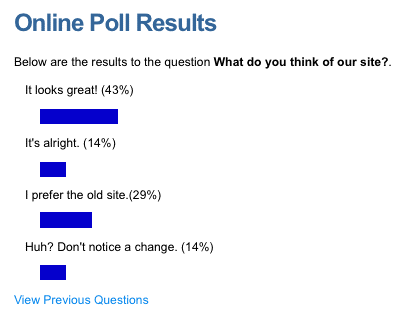 Online Poll Results
Below are the results to the question What do you think of our site?.
It looks great! (43%)
It's alright. (14%)
I prefer the old site.(29%)
Huh? Don't notice a change. (14%)
View Previous Questions